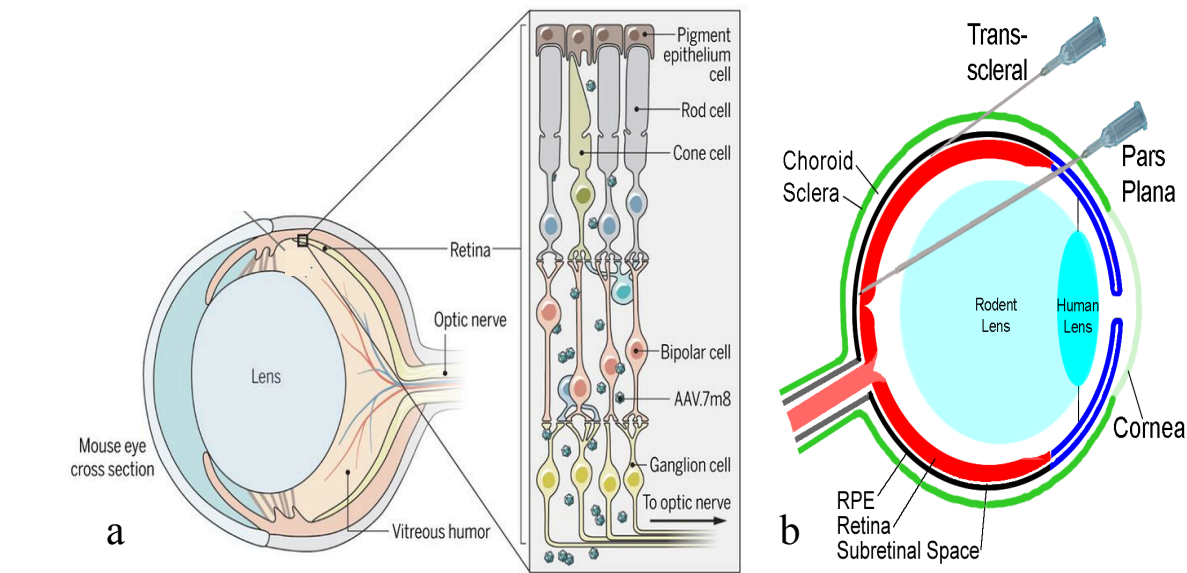 Mouse eye
cross section
Lens
Retina
Optic nerve
Vitreous humor
a
Pigment
epithelium
cell
Rod cell
Cone cell
Bipolar cell
AAV.7m8
Ganglion cell
To optic nerve
Trans-
scleral
Pars
Plana
Choroid
Sclera
Rodent
Lens
Human
Lens
Cornea
RPE
Retina
Subretinal Space
b